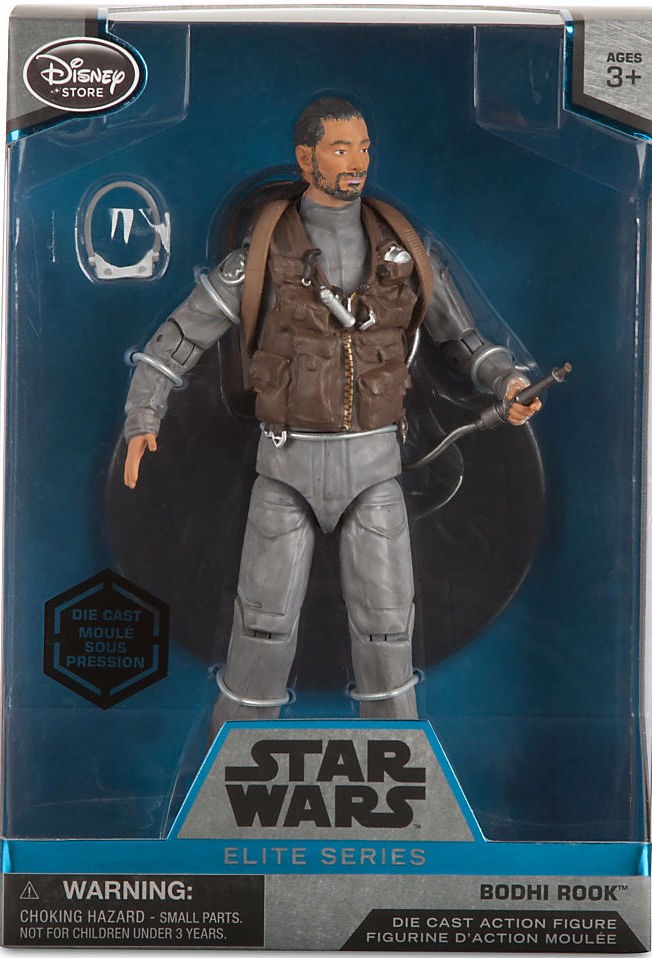 Disney
STORE
AGES
3+
DIE CAST
MOULÉ
SOUS
PRESSION
STAR
WARS
TM
ELITE SERIES
⚠ WARNING:
CHOKING HAZARD - SMALL PARTS.
NOT FOR CHILDREN UNDER 3 YEARS.
BODHI ROOK™
DIE CAST ACTION FIGURE
FIGURINE D'ACTION MOULÉE